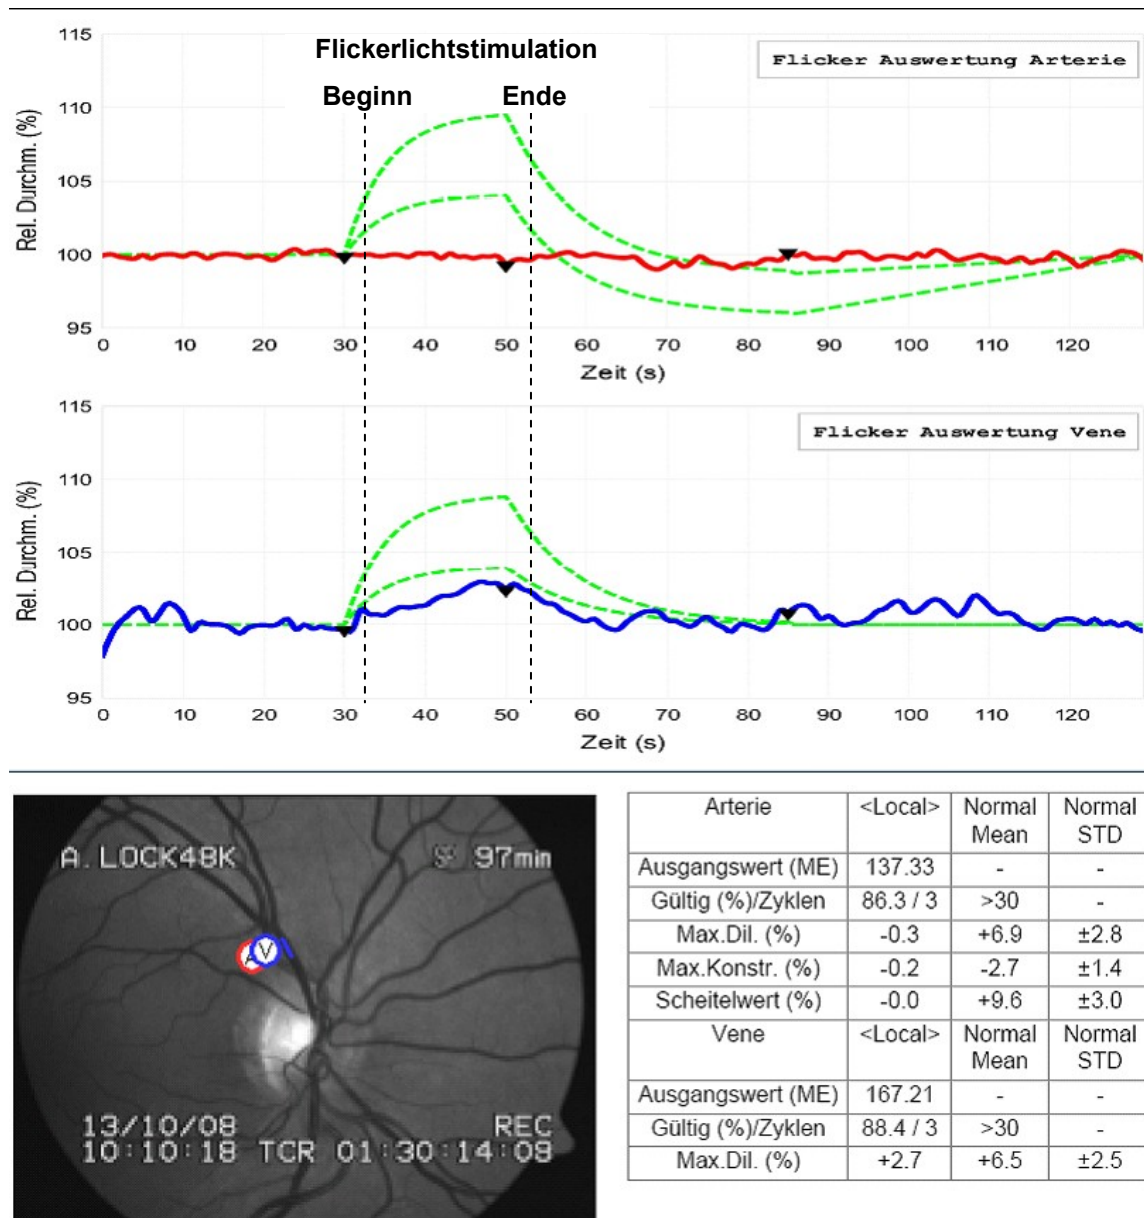 Flickerlichtstimulation
Beginn Ende
Flicker Auswertung Arterie
Rel. Durchm. (%)
115
110
105
100
95
0 10 20 30 40 50 60 70 80 90 100 110 120
Zeit (s)
Flicker Auswertung Vene
Rel. Durchm. (%)
115
110
105
100
95
0 10 20 30 40 50 60 70 80 90 100 110 120
Zeit (s)
A.LOCK48K 97min
A V
13/10/08 REC
10:10:18 TCR 01:30:14:09
Arterie <Local> Normal Mean Normal STD
Ausgangswert (ME) 137.33 - -
Gültig (%)/Zyklen 86.3 / 3 >30 -
Max.Dil. (%) -0.3 +6.9 ±2.8
Max.Konstr. (%) -0.2 -2.7 ±1.4
Scheitelwert (%) -0.0 +9.6 ±3.0
Vene <Local> Normal Mean Normal STD
Ausgangswert (ME) 167.21 - -
Gültig (%)/Zyklen 88.4 / 3 >30 -
Max.Dil. (%) +2.7 +6.5 ±2.5